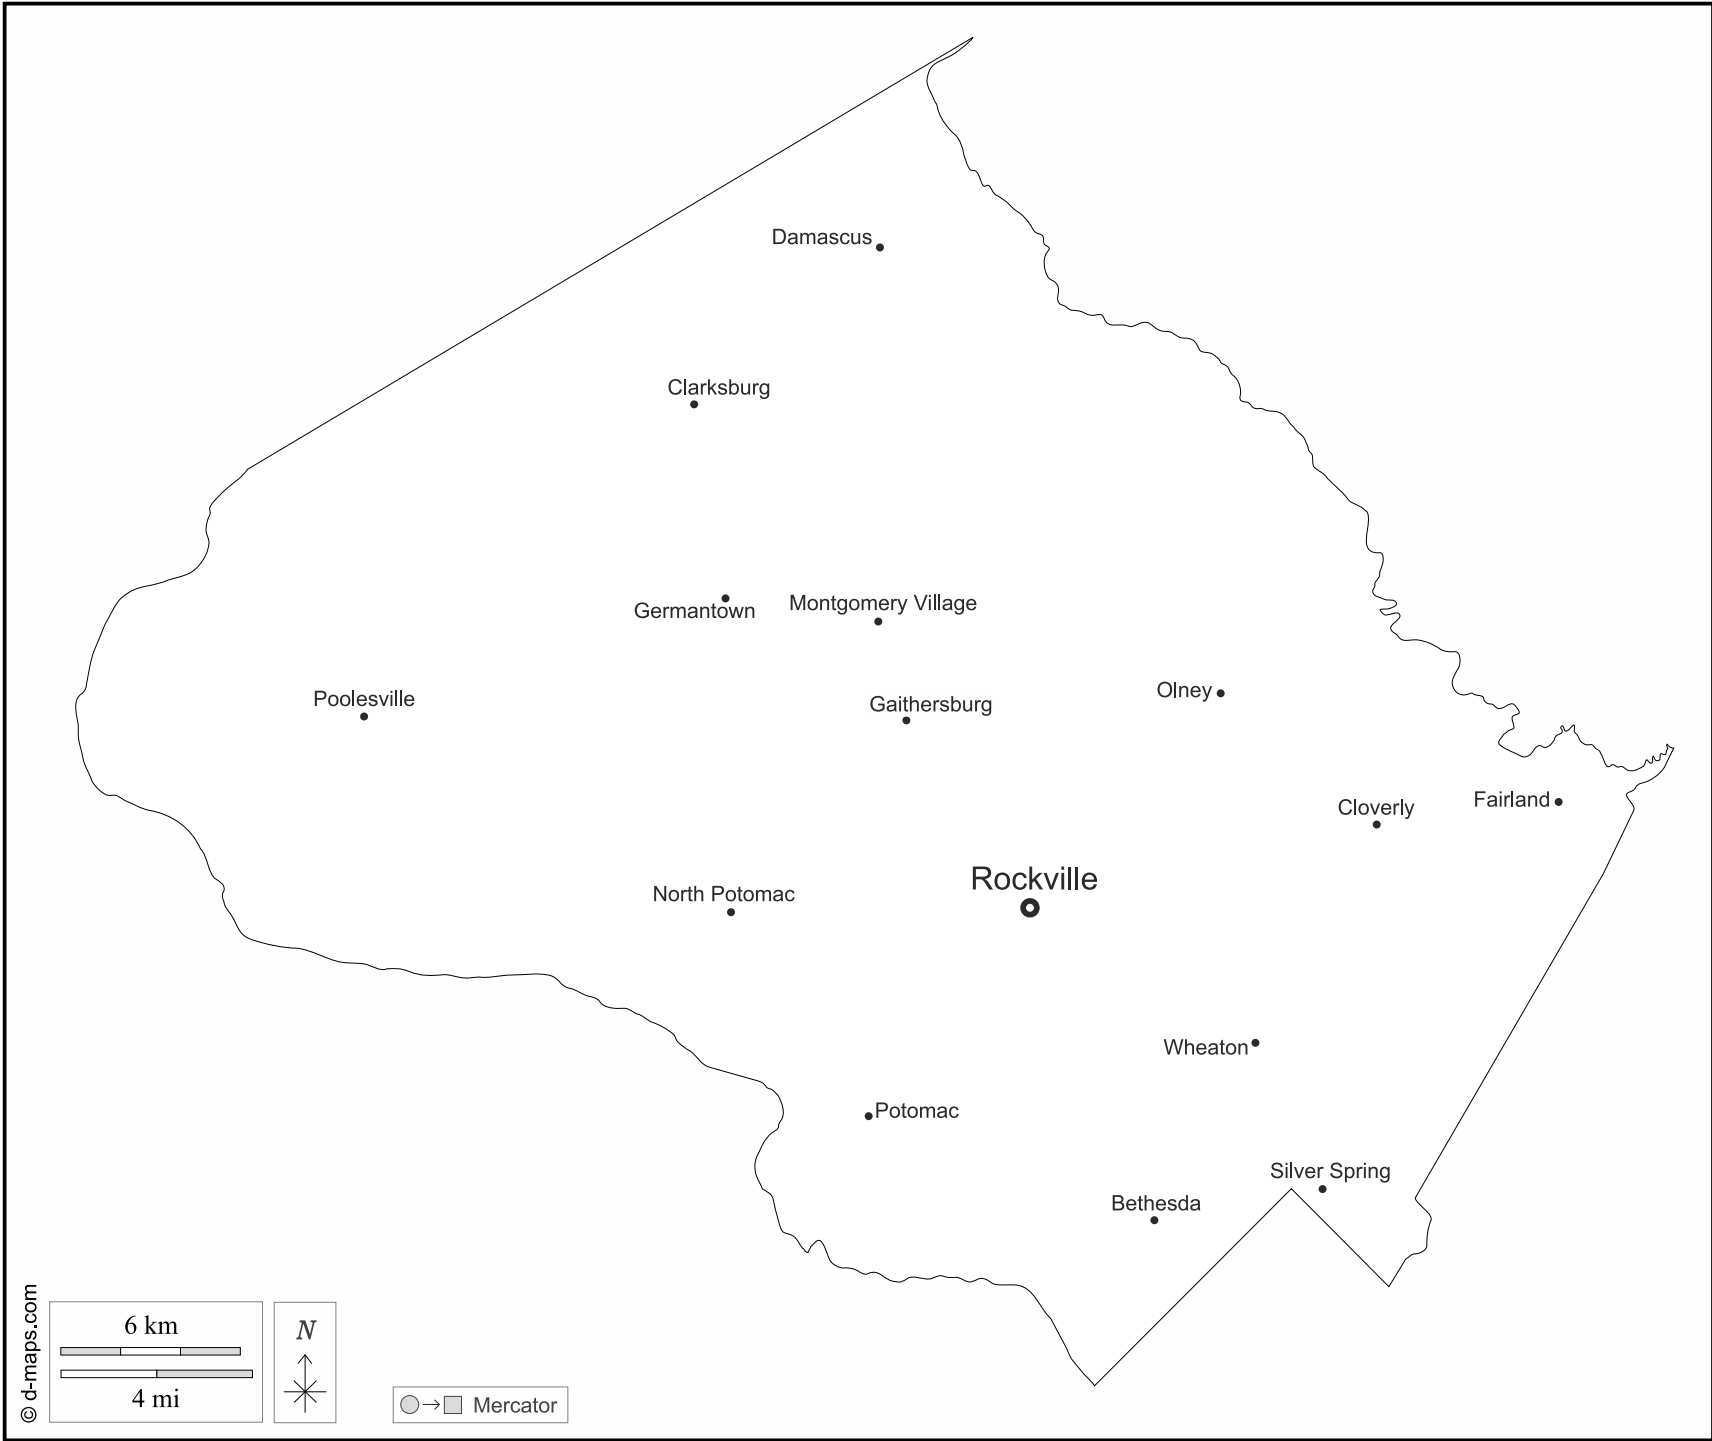 Damascus
Clarksburg
Germantown
Montgomery Village
Poolesville
Gaithersburg
Olney
Cloverly
Fairland
Rockville
North Potomac
Wheaton
Potomac
Silver Spring
Bethesda
© d-maps.com
6 km
4 mi
N
Mercator